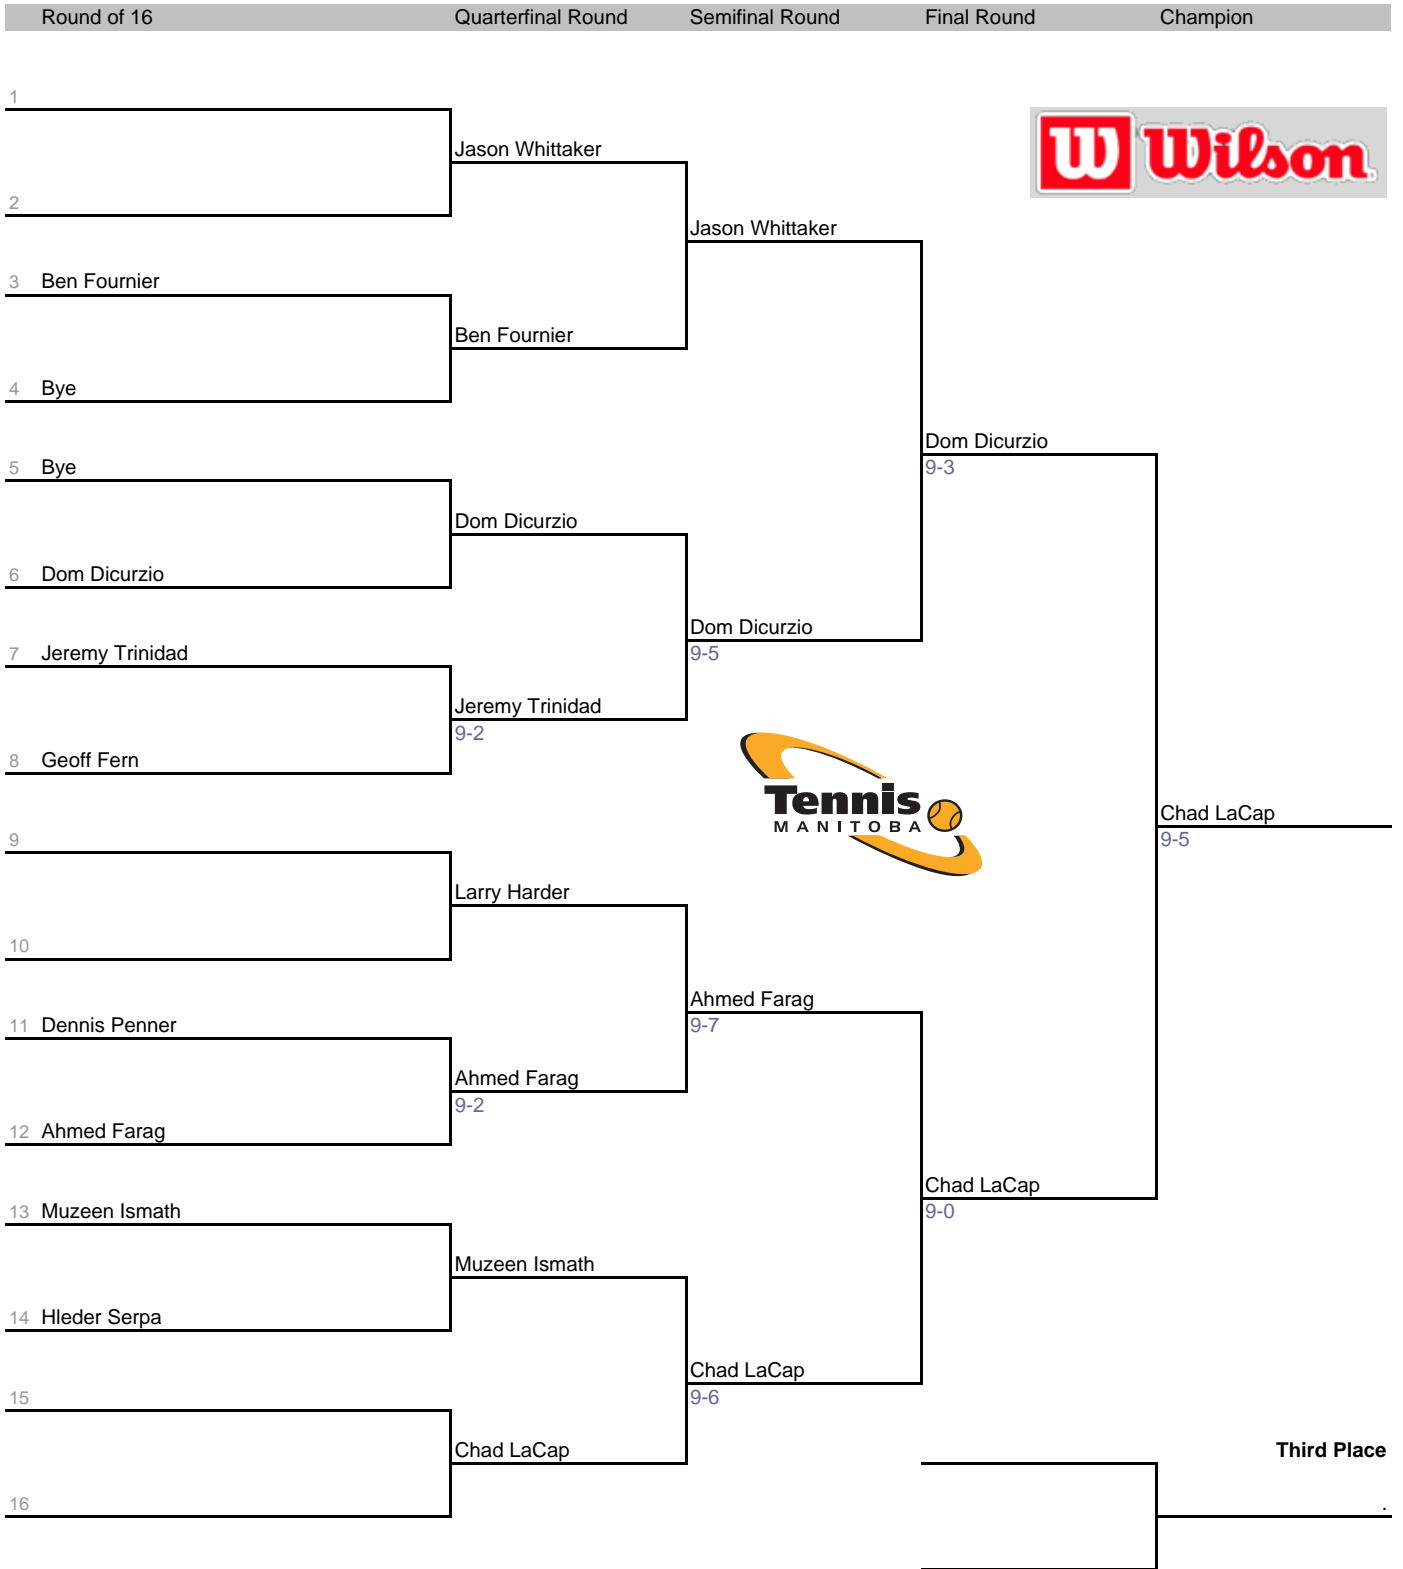 Round of 16 Quarterfinal Round Semifinal Round Final Round Champion
1
Jason Whittaker
W Wilson.
2
Jason Whittaker
3 Ben Fournier
Ben Fournier
4 Bye
Dom Dicurzio
9-3
5 Bye
Dom Dicurzio
6 Dom Dicurzio
Dom Dicurzio
9-5
7 Jeremy Trinidad
Jeremy Trinidad
9-2
8 Geoff Fern
Tennis
MANITOBA
Chad LaCap
9-5
9
Larry Harder
10
Ahmed Farag
9-7
11 Dennis Penner
Ahmed Farag
9-2
12 Ahmed Farag
Chad LaCap
9-0
13 Muzeen Ismath
Muzeen Ismath
14 Hleder Serpa
Chad LaCap
9-6
15
Chad LaCap
Third Place
16 .